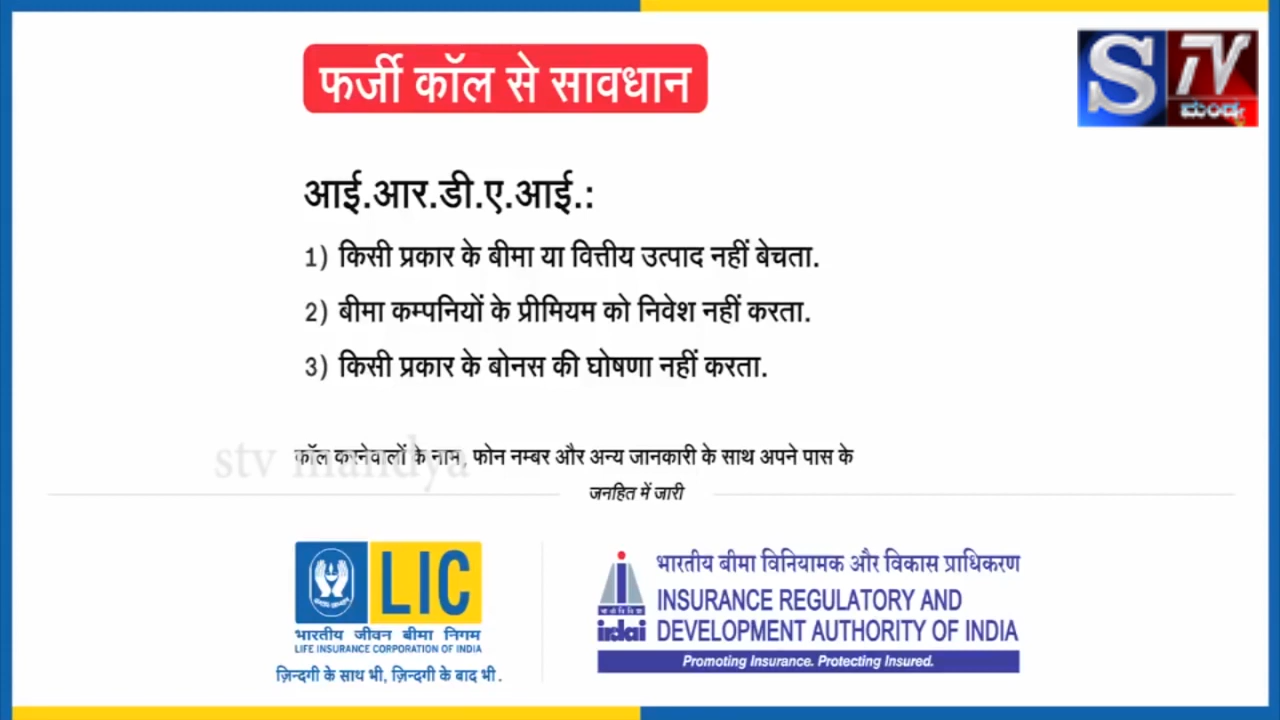 फर्जी कॉल से सावधान
S TV
ಮಂಡ್ಯ
आई.आर.डी.ए.आई.:
1) किसी प्रकार के बीमा या वित्तीय उत्पाद नहीं बेचता.
2) बीमा कम्पनियों के प्रीमियम को निवेश नहीं करता.
3) किसी प्रकार के बोनस की घोषणा नहीं करता.
stv mandya
कॉल करनेवालों के नाम, फोन नम्बर और अन्य जानकारी के साथ अपने पास के
जनहित में जारी
LIC
भारतीय जीवन बीमा निगम
LIFE INSURANCE CORPORATION OF INDIA
ज़िन्दगी के साथ भी, ज़िन्दगी के बाद भी.
irdai
भारतीय बीमा विनियामक और विकास प्राधिकरण
INSURANCE REGULATORY AND
DEVELOPMENT AUTHORITY OF INDIA
Promoting Insurance. Protecting Insured.